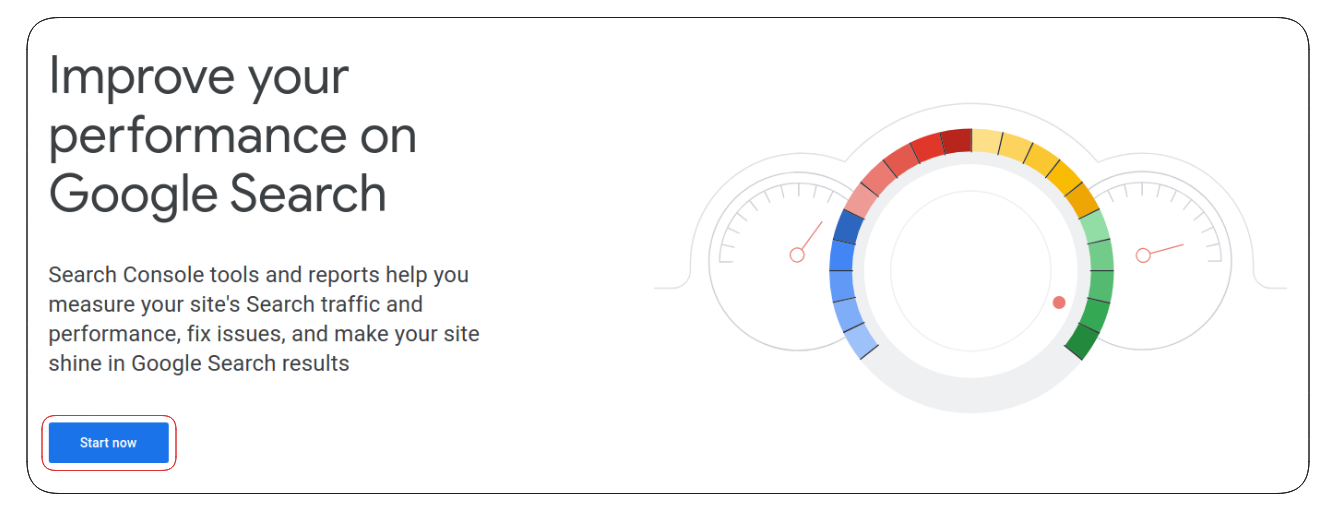 Improve your
performance on
Google Search
Search Console tools and reports help you
measure your site's Search traffic and
performance, fix issues, and make your site
shine in Google Search results
Start now